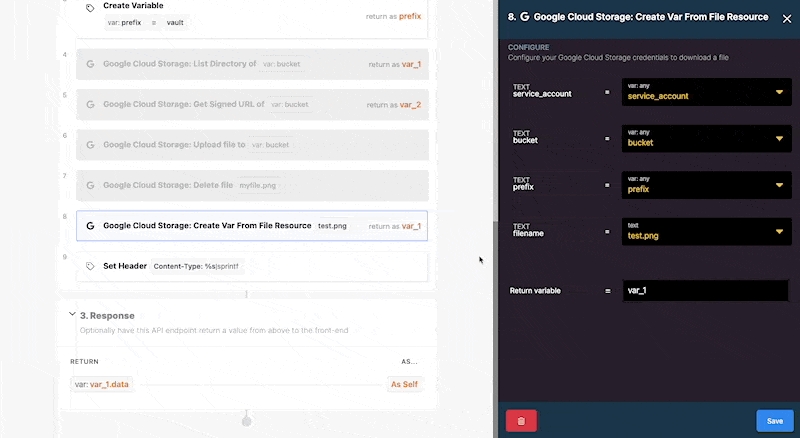 Create Variable
var: prefix = vault
return as prefix
4
Google Cloud Storage: List Directory of var: bucket return as var_1
5
Google Cloud Storage: Get Signed URL of var: bucket return as var_2
6
Google Cloud Storage: Upload file to var: bucket
7
Google Cloud Storage: Delete file myfile.png
8
Google Cloud Storage: Create Var From File Resource test.png return as var_1
9
Set Header Content-Type: %s|sprintf
3. Response
Optionally have this API endpoint return a value from above to the front-end
RETURN AS...
var: var_1.data As Self
8. G Google Cloud Storage: Create Var From File Resource
CONFIGURE
Configure your Google Cloud Storage credentials to download a file
TEXT
service_account
=
var: any
service_account
TEXT
bucket
=
var: any
bucket
TEXT
prefix
=
var: any
prefix
TEXT
filename
=
text
test.png
Return variable = var_1
Save